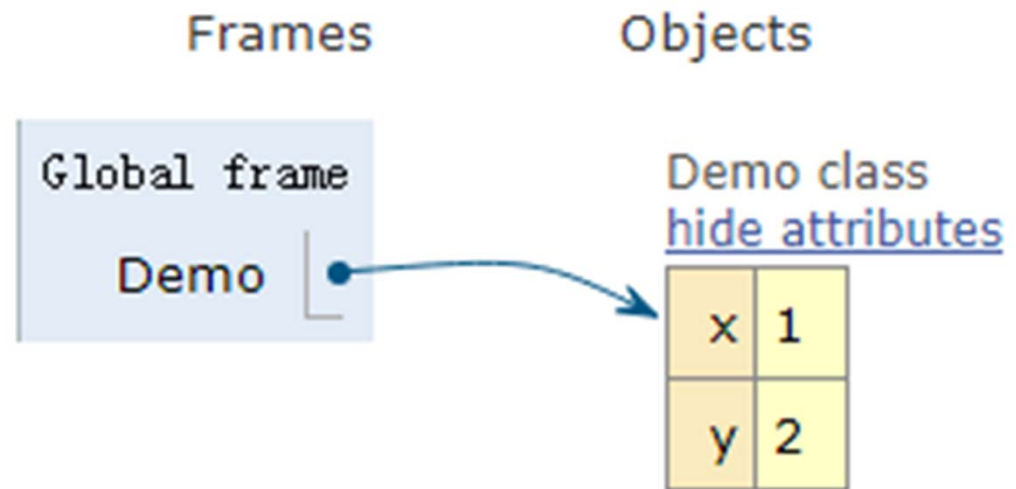 Frames Objects
Global frame
Demo
Demo class
hide attributes
x 1
y 2